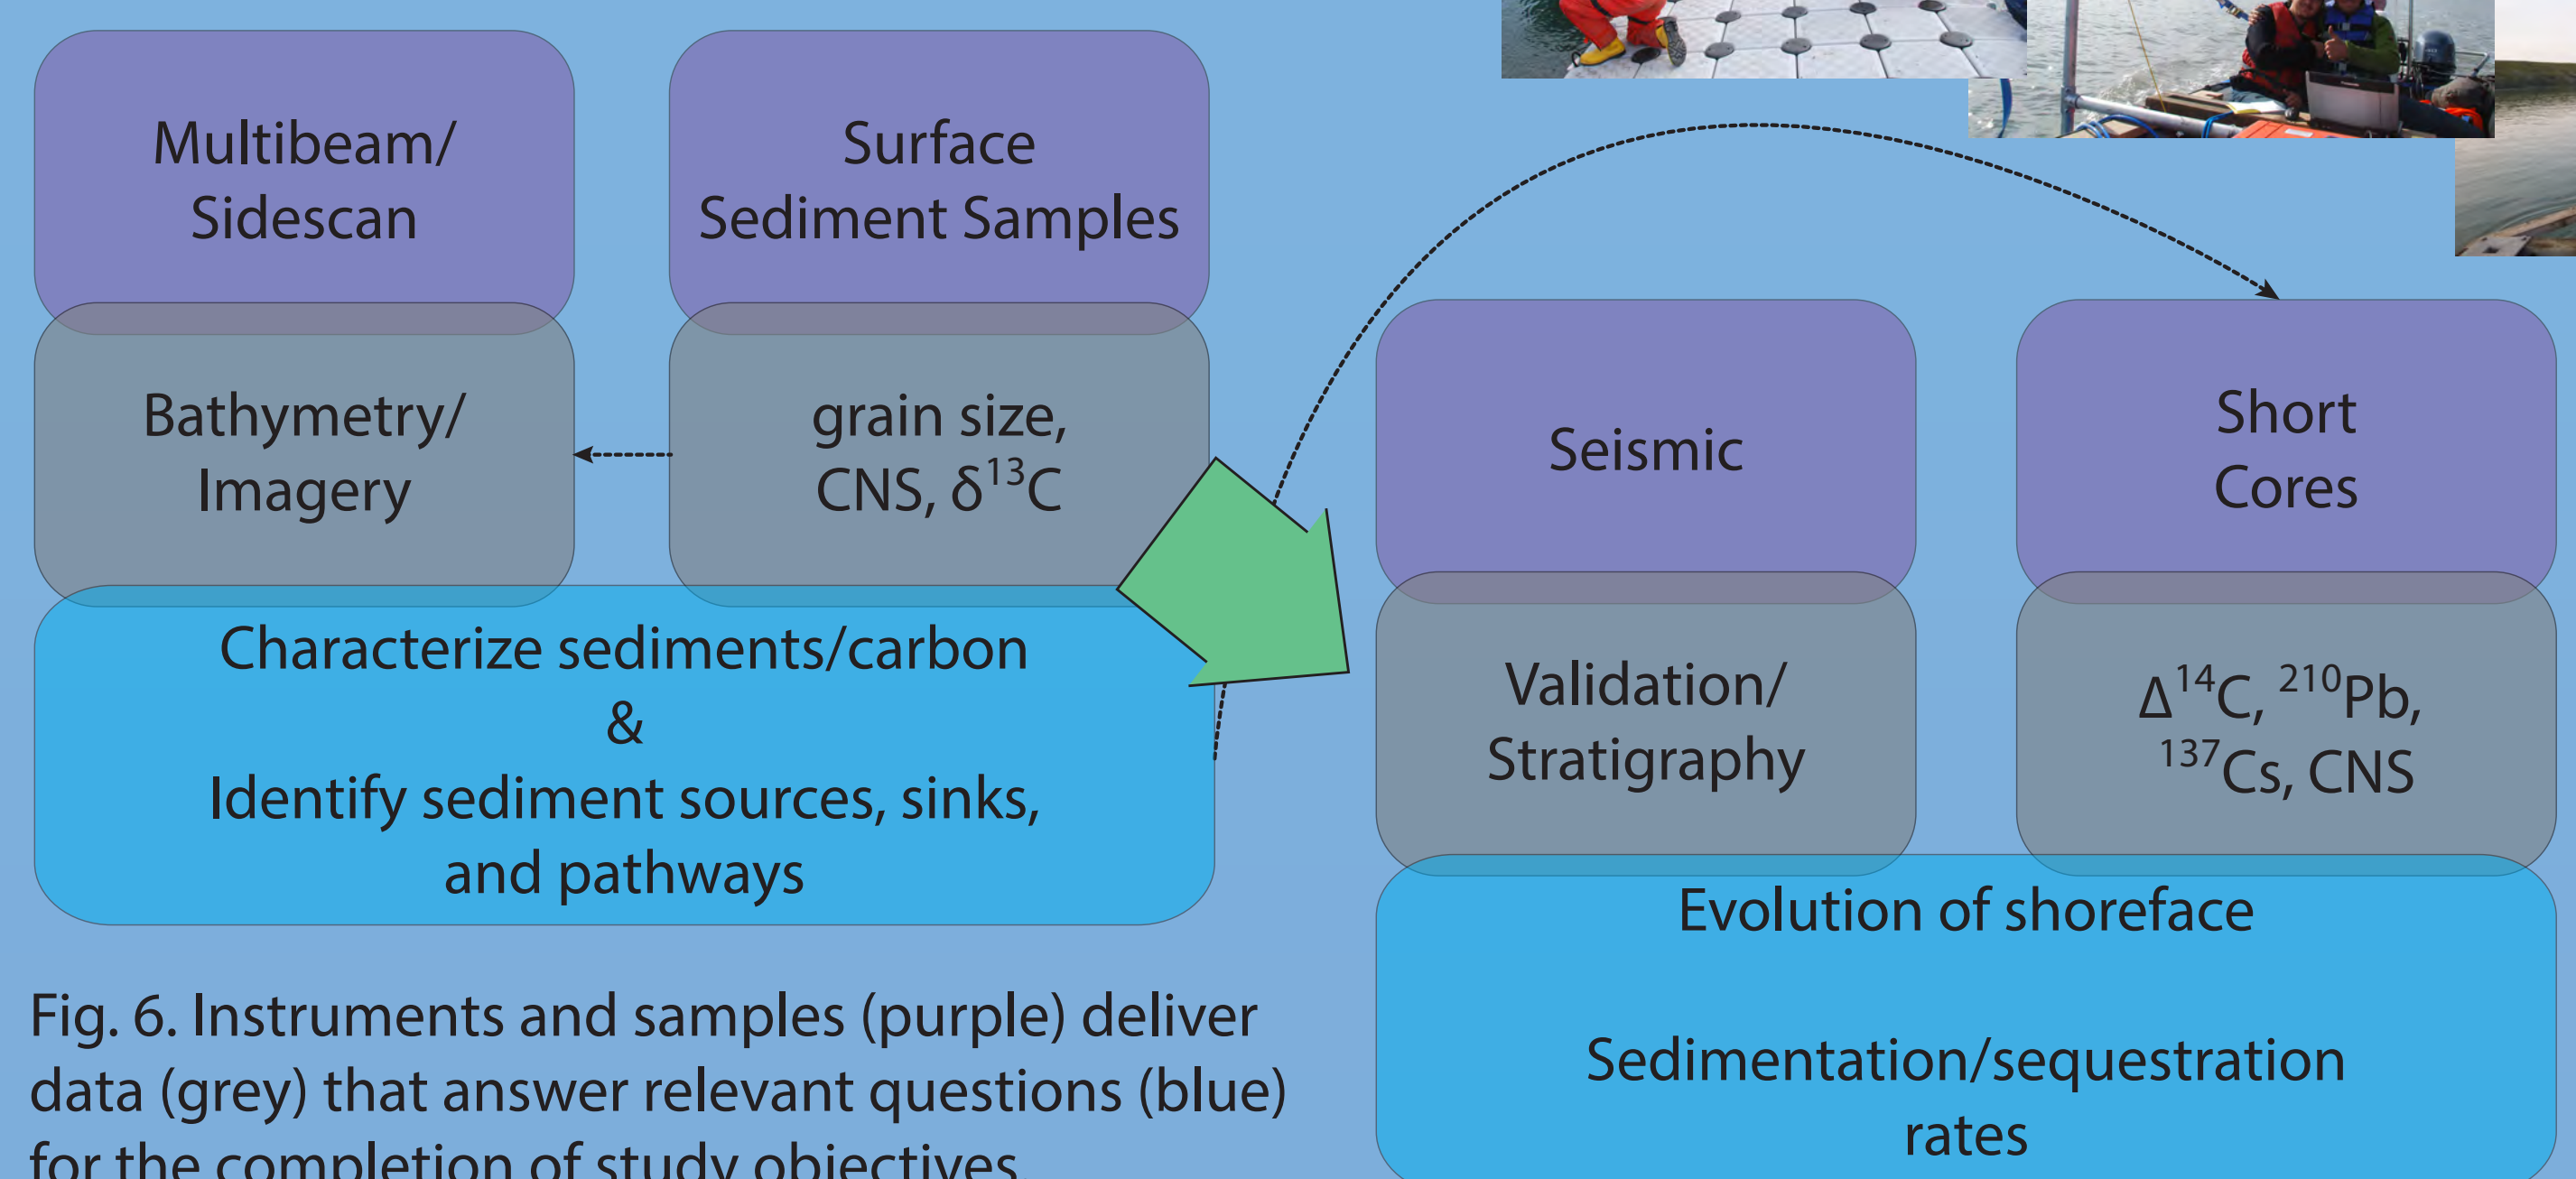 Multibeam/
Sidescan
Surface
Sediment Samples
Bathymetry/
Imagery
grain size,
CNS, δ¹³C
Characterize sediments/carbon
&
Identify sediment sources, sinks,
and pathways
Seismic
Short
Cores
Validation/
Stratigraphy
Δ¹⁴C, ²¹⁰Pb,
¹³⁷Cs, CNS
Evolution of shoreface
Sedimentation/sequestration
rates
Fig. 6. Instruments and samples (purple) deliver
data (grey) that answer relevant questions (blue)
for the completion of study objectives.